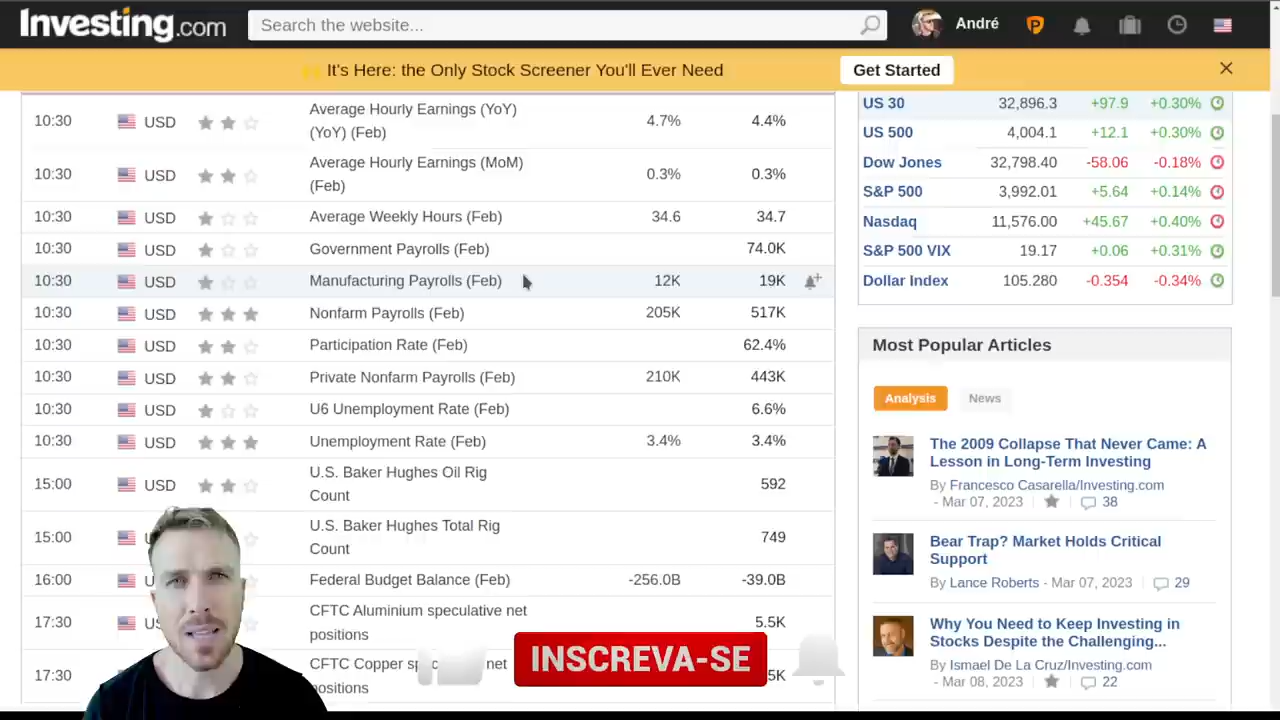 Investing.com
Search the website...
André
It's Here: the Only Stock Screener You'll Ever Need
Get Started
10:30 USD Average Hourly Earnings (YoY) 4.7% 4.4%
(YoY) (Feb)
10:30 USD Average Hourly Earnings (MoM) 0.3% 0.3%
(Feb)
10:30 USD Average Weekly Hours (Feb) 34.6 34.7
10:30 USD Government Payrolls (Feb) 74.0K
10:30 USD Manufacturing Payrolls (Feb) 12K 19K
10:30 USD Nonfarm Payrolls (Feb) 205K 517K
10:30 USD Participation Rate (Feb) 62.4%
10:30 USD Private Nonfarm Payrolls (Feb) 210K 443K
10:30 USD U6 Unemployment Rate (Feb) 6.6%
10:30 USD Unemployment Rate (Feb) 3.4% 3.4%
15:00 USD U.S. Baker Hughes Oil Rig 592
Count
15:00 U.S. Baker Hughes Total Rig 749
Count
16:00 Federal Budget Balance (Feb) -256.0B -39.0B
17:30 CFTC Aluminium speculative net 5.5K
positions
17:30 CFTC Copper net
positions
INSCREVA-SE
US 30 32,896.3 +97.9 +0.30%
US 500 4,004.1 +12.1 +0.30%
Dow Jones 32,798.40 -58.06 -0.18%
S&P 500 3,992.01 +5.64 +0.14%
Nasdaq 11,576.00 +45.67 +0.40%
S&P 500 VIX 19.17 +0.06 +0.31%
Dollar Index 105.280 -0.354 -0.34%
Most Popular Articles
Analysis News
The 2009 Collapse That Never Came: A
Lesson in Long-Term Investing
By Francesco Casarella/Investing.com
- Mar 07, 2023 38
Bear Trap? Market Holds Critical
Support
By Lance Roberts - Mar 07, 2023 29
Why You Need to Keep Investing in
Stocks Despite the Challenging...
By Ismael De La Cruz/Investing.com
- Mar 08, 2023 22